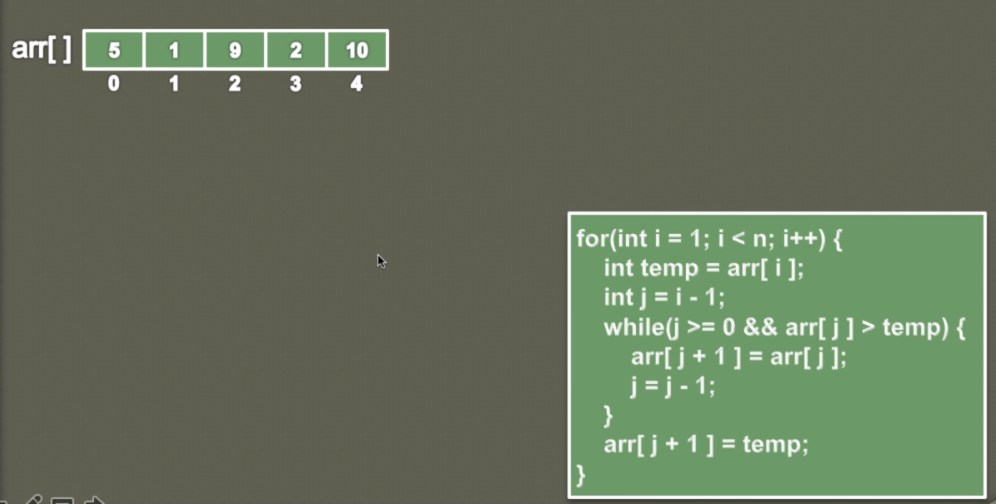 arr[ ] 5 1 9 2 10
0 1 2 3 4
for(int i = 1; i < n; i++) {
int temp = arr[ i ];
int j = i - 1;
while(j >= 0 && arr[ j ] > temp) {
arr[ j + 1 ] = arr[ j ];
j = j - 1;
}
arr[ j + 1 ] = temp;
}